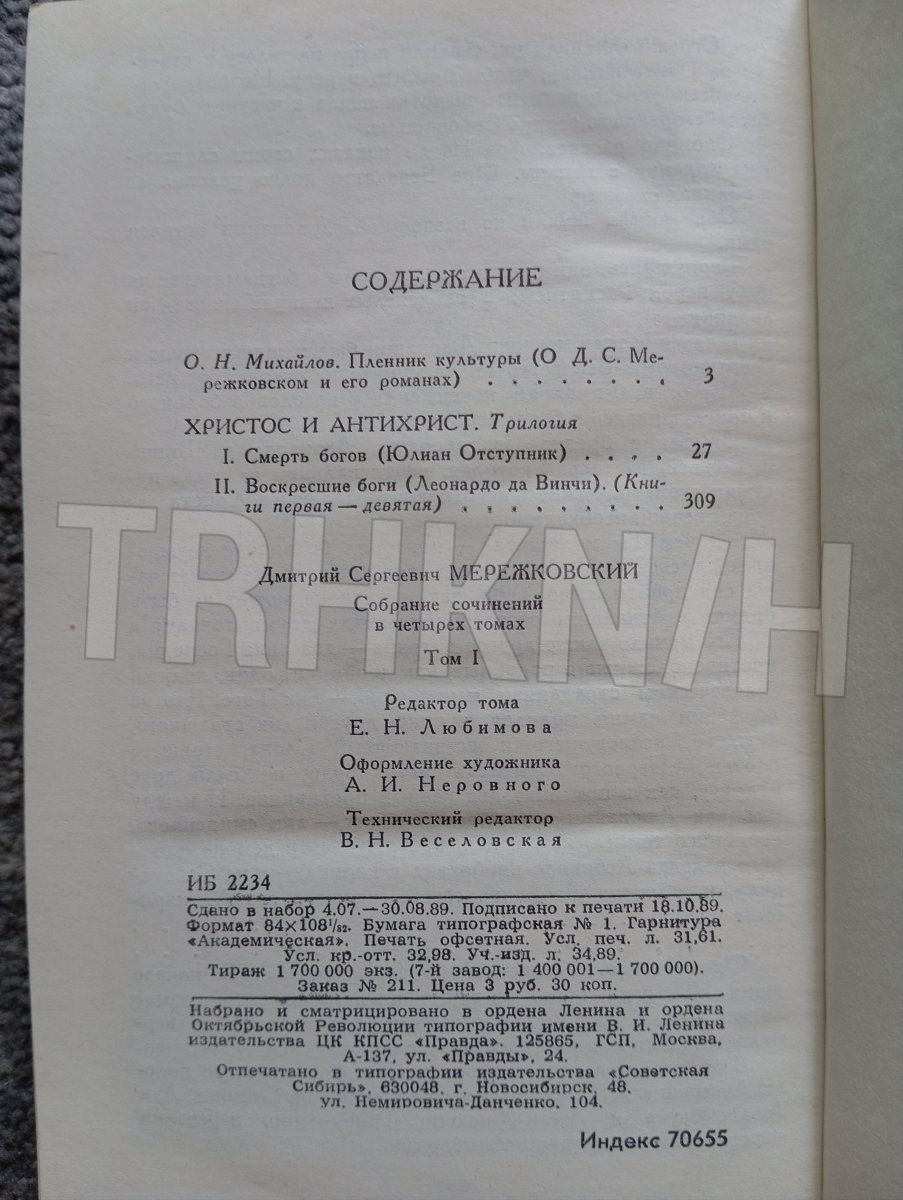 СОДЕРЖАНИЕ
О. Н. Михайлов. Пленник культуры (О Д. С. Ме-
режковском и его романах) . . . . . . . . 3
ХРИСТОС И АНТИХРИСТ. Трилогия
I. Смерть богов (Юлиан Отступник) . . . . 27
II. Воскресшие боги (Леонардо да Винчи). (Кни-
ги первая — девятая) . . . . . . . . . 309
TRHKN/H
Дмитрий Сергеевич МЕРЕЖКОВСКИЙ
Собрание сочинений
в четырех томах
Том I
Редактор тома
Е. Н. Любимова
Оформление художника
А. И. Неровного
Технический редактор
В. Н. Веселовская
ИБ 2234
Сдано в набор 4.07.—30.08.89. Подписано к печати 18.10.89.
Формат 84×108¹/₃₂. Бумага типографская № 1. Гарнитура
«Академическая». Печать офсетная. Усл. печ. л. 31,61.
Усл. кр.-отт. 32,98. Уч.-изд. л. 34,89.
Тираж 1 700 000 экз. (7-й завод: 1 400 001—1 700 000).
Заказ № 211. Цена 3 руб. 30 коп.
Набрано и сматрицировано в ордена Ленина и ордена
Октябрьской Революции типографии имени В. И. Ленина
издательства ЦК КПСС «Правда». 125865, ГСП, Москва,
А-137, ул. «Правды», 24.
Отпечатано в типографии издательства «Советская
Сибирь», 630048, г. Новосибирск, 48,
ул. Немировича-Данченко, 104.
Индекс 70655